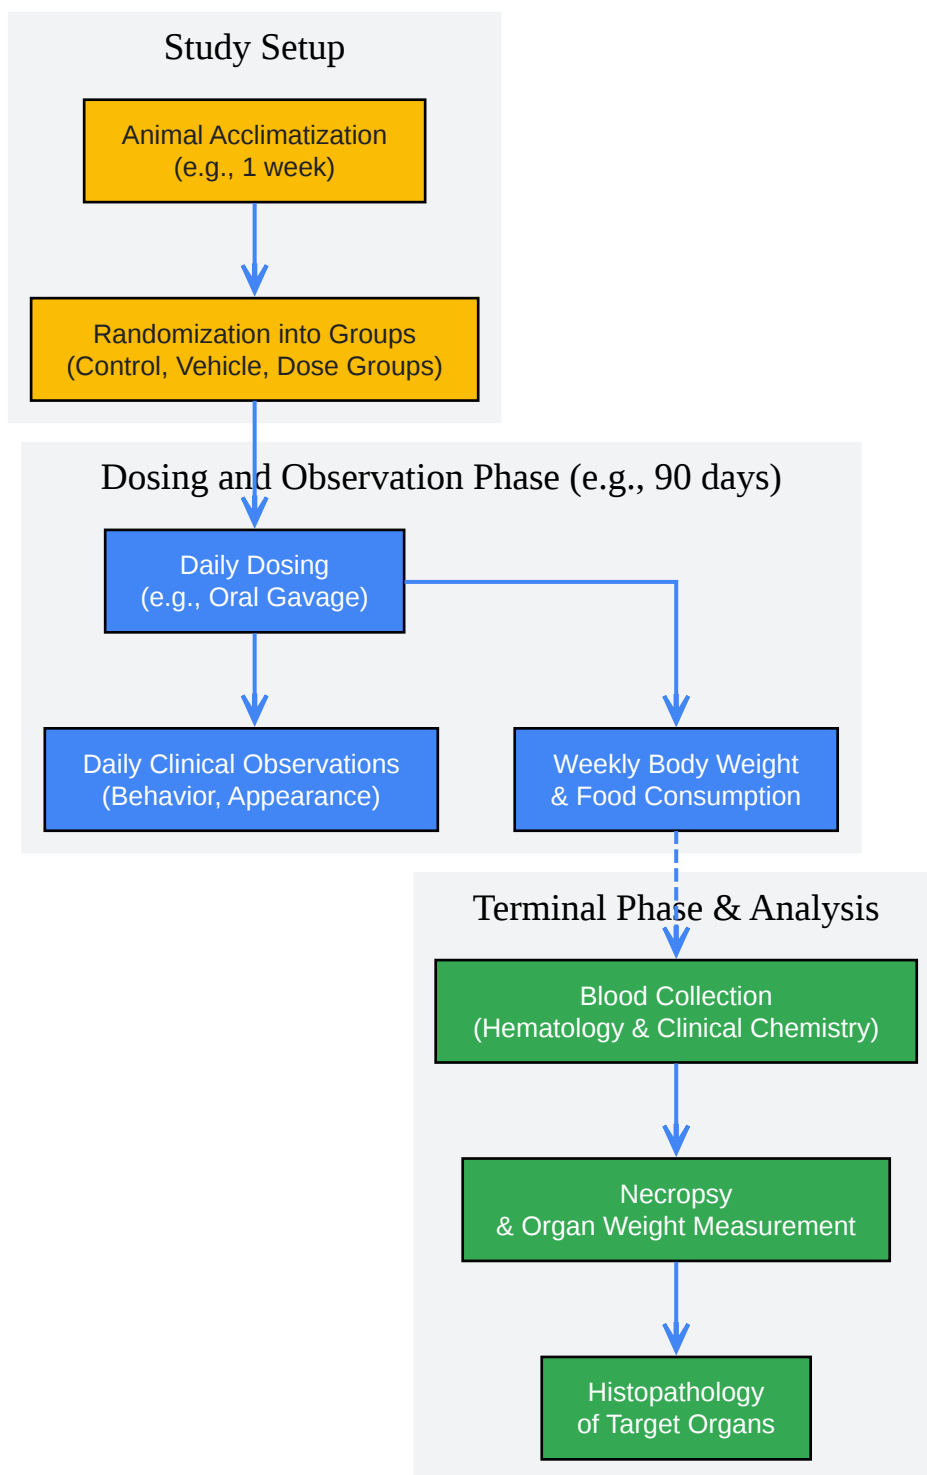 Study Setup
Animal Acclimatization
(e.g., 1 week)
Randomization into Groups
(Control, Vehicle, Dose Groups)
Dosing and Observation Phase (e.g., 90 days)
Daily Dosing
(e.g., Oral Gavage)
Daily Clinical Observations
(Behavior, Appearance)
Weekly Body Weight
& Food Consumption
Terminal Phase & Analysis
Blood Collection
(Hematology & Clinical Chemistry)
Necropsy
& Organ Weight Measurement
Histopathology
of Target Organs